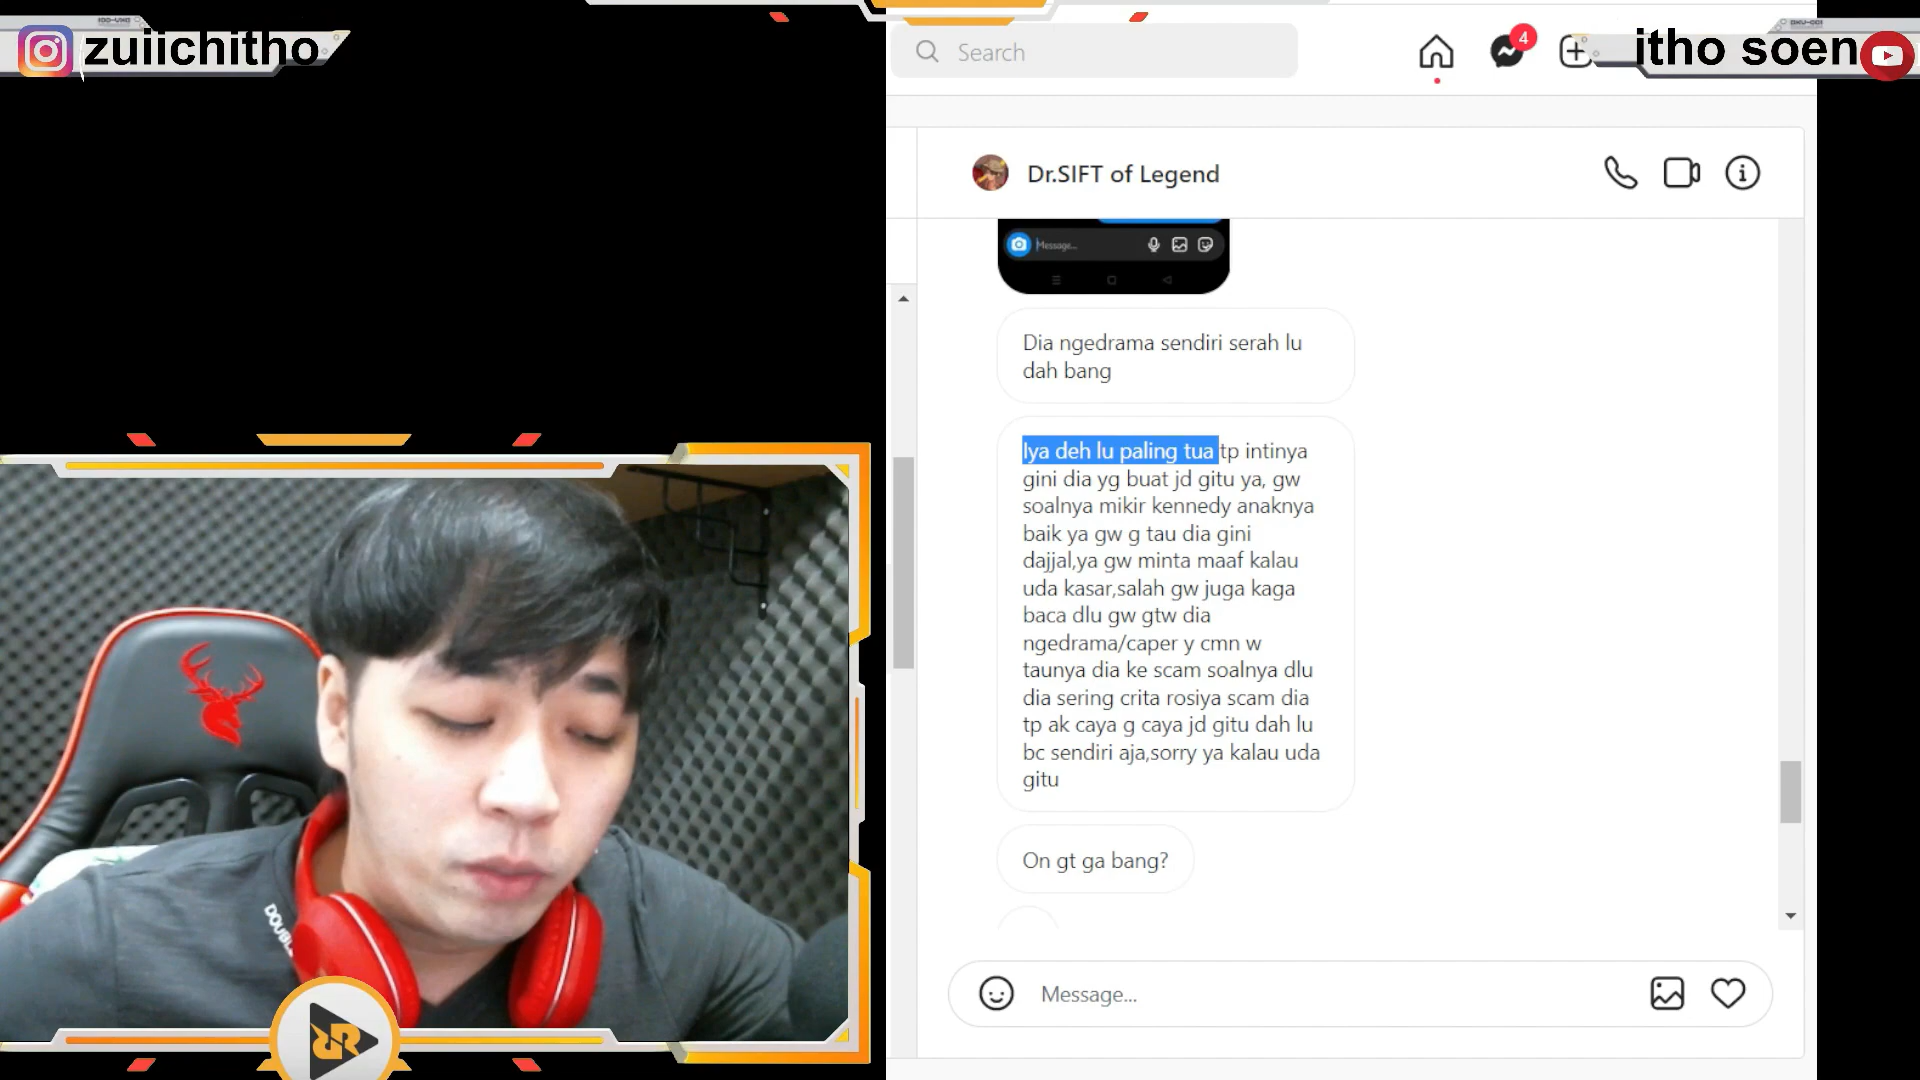 zuiichitho
Search
4
itho soen
Dr.SIFT of Legend
Message...
Dia ngedrama sendiri serah lu
dah bang
Iya deh lu paling tua tp intinya
gini dia yg buat jd gitu ya, gw
soalnya mikir kennedy anaknya
baik ya gw g tau dia gini
dajjal,ya gw minta maaf kalau
uda kasar,salah gw juga kaga
baca dlu gw gtw dia
ngedrama/caper y cmn w
taunya dia ke scam soalnya dlu
dia sering crita rosiya scam dia
tp ak caya g caya jd gitu dah lu
bc sendiri aja,sorry ya kalau uda
gitu
On gt ga bang?
Message...